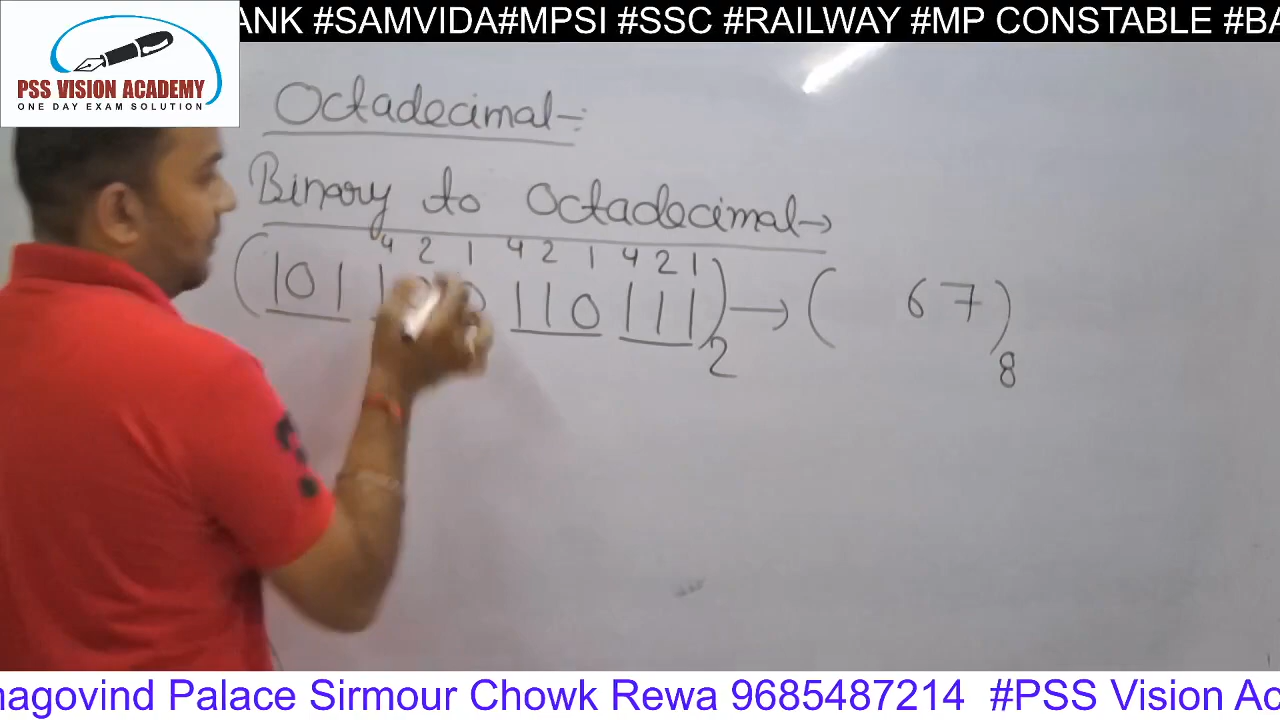 ANK #SAMVIDA#MPSI #SSC #RAILWAY #MP CONSTABLE #BA
PSS VISION ACADEMY
ONE DAY EXAM SOLUTION
Octadecimal-:
Binary to Octadecimal→
4 2 1 4 2 1 4 2 1
(101 1 0 110 111)2 → ( 67)8
hagovind Palace Sirmour Chowk Rewa 9685487214 #PSS Vision Ac